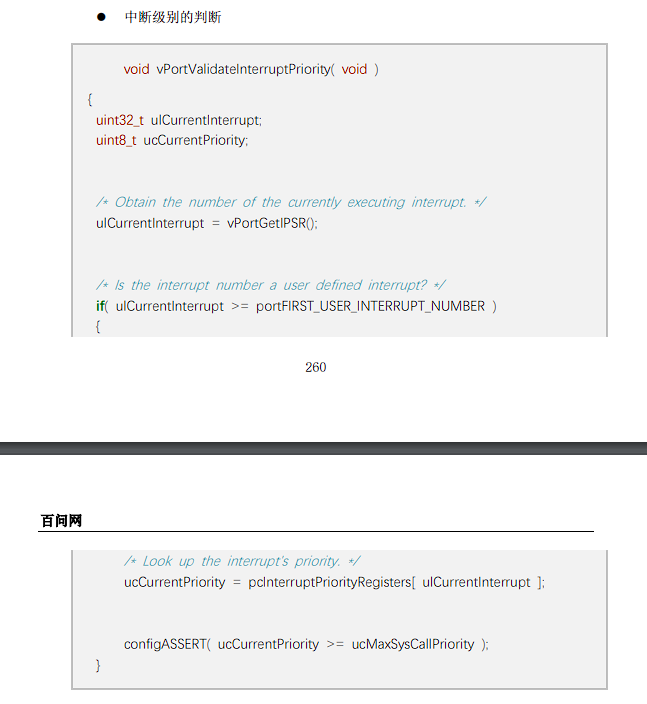 ● 中断级别的判断
void vPortValidateInterruptPriority( void )
{
uint32_t ulCurrentInterrupt;
uint8_t ucCurrentPriority;
/* Obtain the number of the currently executing interrupt. */
ulCurrentInterrupt = vPortGetIPSR();
/* Is the interrupt number a user defined interrupt? */
if( ulCurrentInterrupt >= portFIRST_USER_INTERRUPT_NUMBER )
{
260
百问网
/* Look up the interrupt's priority. */
ucCurrentPriority = pcInterruptPriorityRegisters[ ulCurrentInterrupt ];
configASSERT( ucCurrentPriority >= ucMaxSysCallPriority );
}